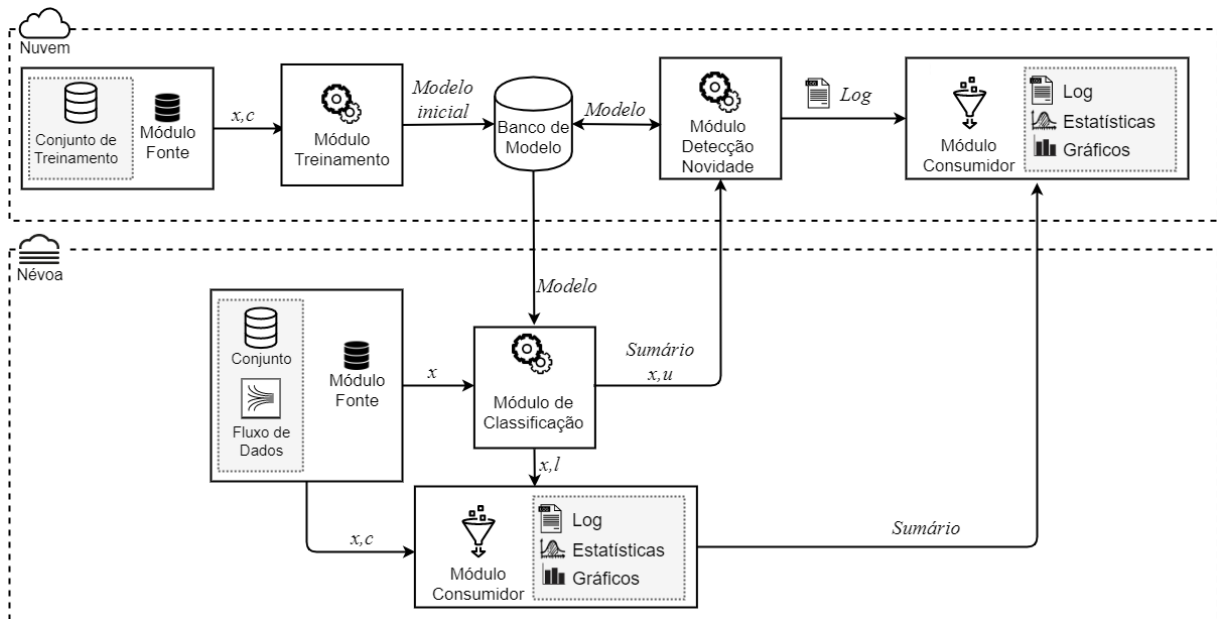 Nuvem
Conjunto de
Treinamento
Módulo
Fonte
x,c
Módulo
Treinamento
Modelo
inicial
Banco de
Modelo
Modelo
Módulo
Detecção
Novidade
Log
Módulo
Consumidor
Log
Estatísticas
Gráficos
Névoa
Conjunto
Fluxo de
Dados
Módulo
Fonte
x
Modelo
Módulo de
Classificação
Sumário
x,u
x,l
x,c
Módulo
Consumidor
Log
Estatísticas
Gráficos
Sumário